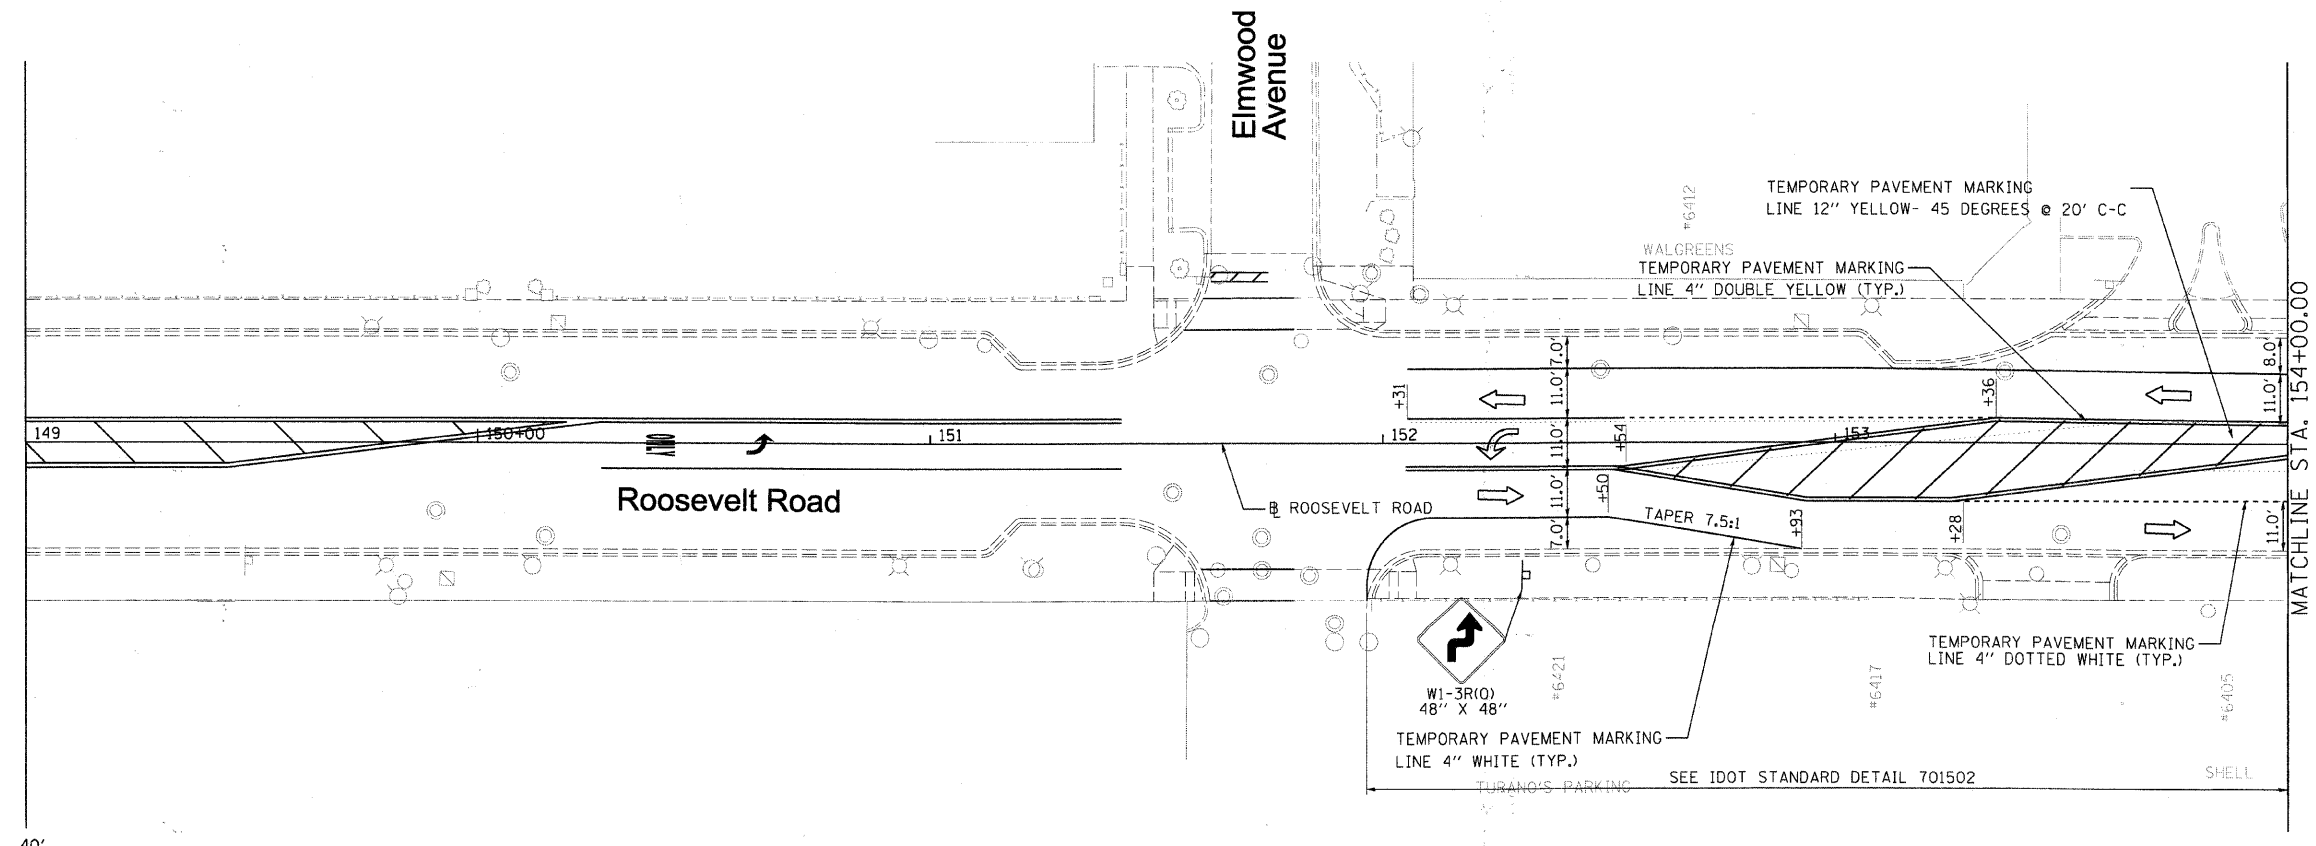 Elmwood
Avenue
#6412
TEMPORARY PAVEMENT MARKING
LINE 12" YELLOW- 45 DEGREES @ 20' C-C
WALGREENS
TEMPORARY PAVEMENT MARKING
LINE 4" DOUBLE YELLOW (TYP.)
MATCHLINE STA. 154+00.00
7.0'
8.0'
+31
11.0'
+36
11.0'
149
150+00
ONLY
151
152
11.0'
+54
153
Roosevelt Road
℄ ROOSEVELT ROAD
11.0'
+50
TAPER 7.5:1
+93
+28
11.0'
7.0'
W1-3R(O)
48" X 48"
#6421
#6417
#6405
TEMPORARY PAVEMENT MARKING
LINE 4" DOTTED WHITE (TYP.)
TEMPORARY PAVEMENT MARKING
LINE 4" WHITE (TYP.)
SEE IDOT STANDARD DETAIL 701502
TURANO'S PARKING
SHELL